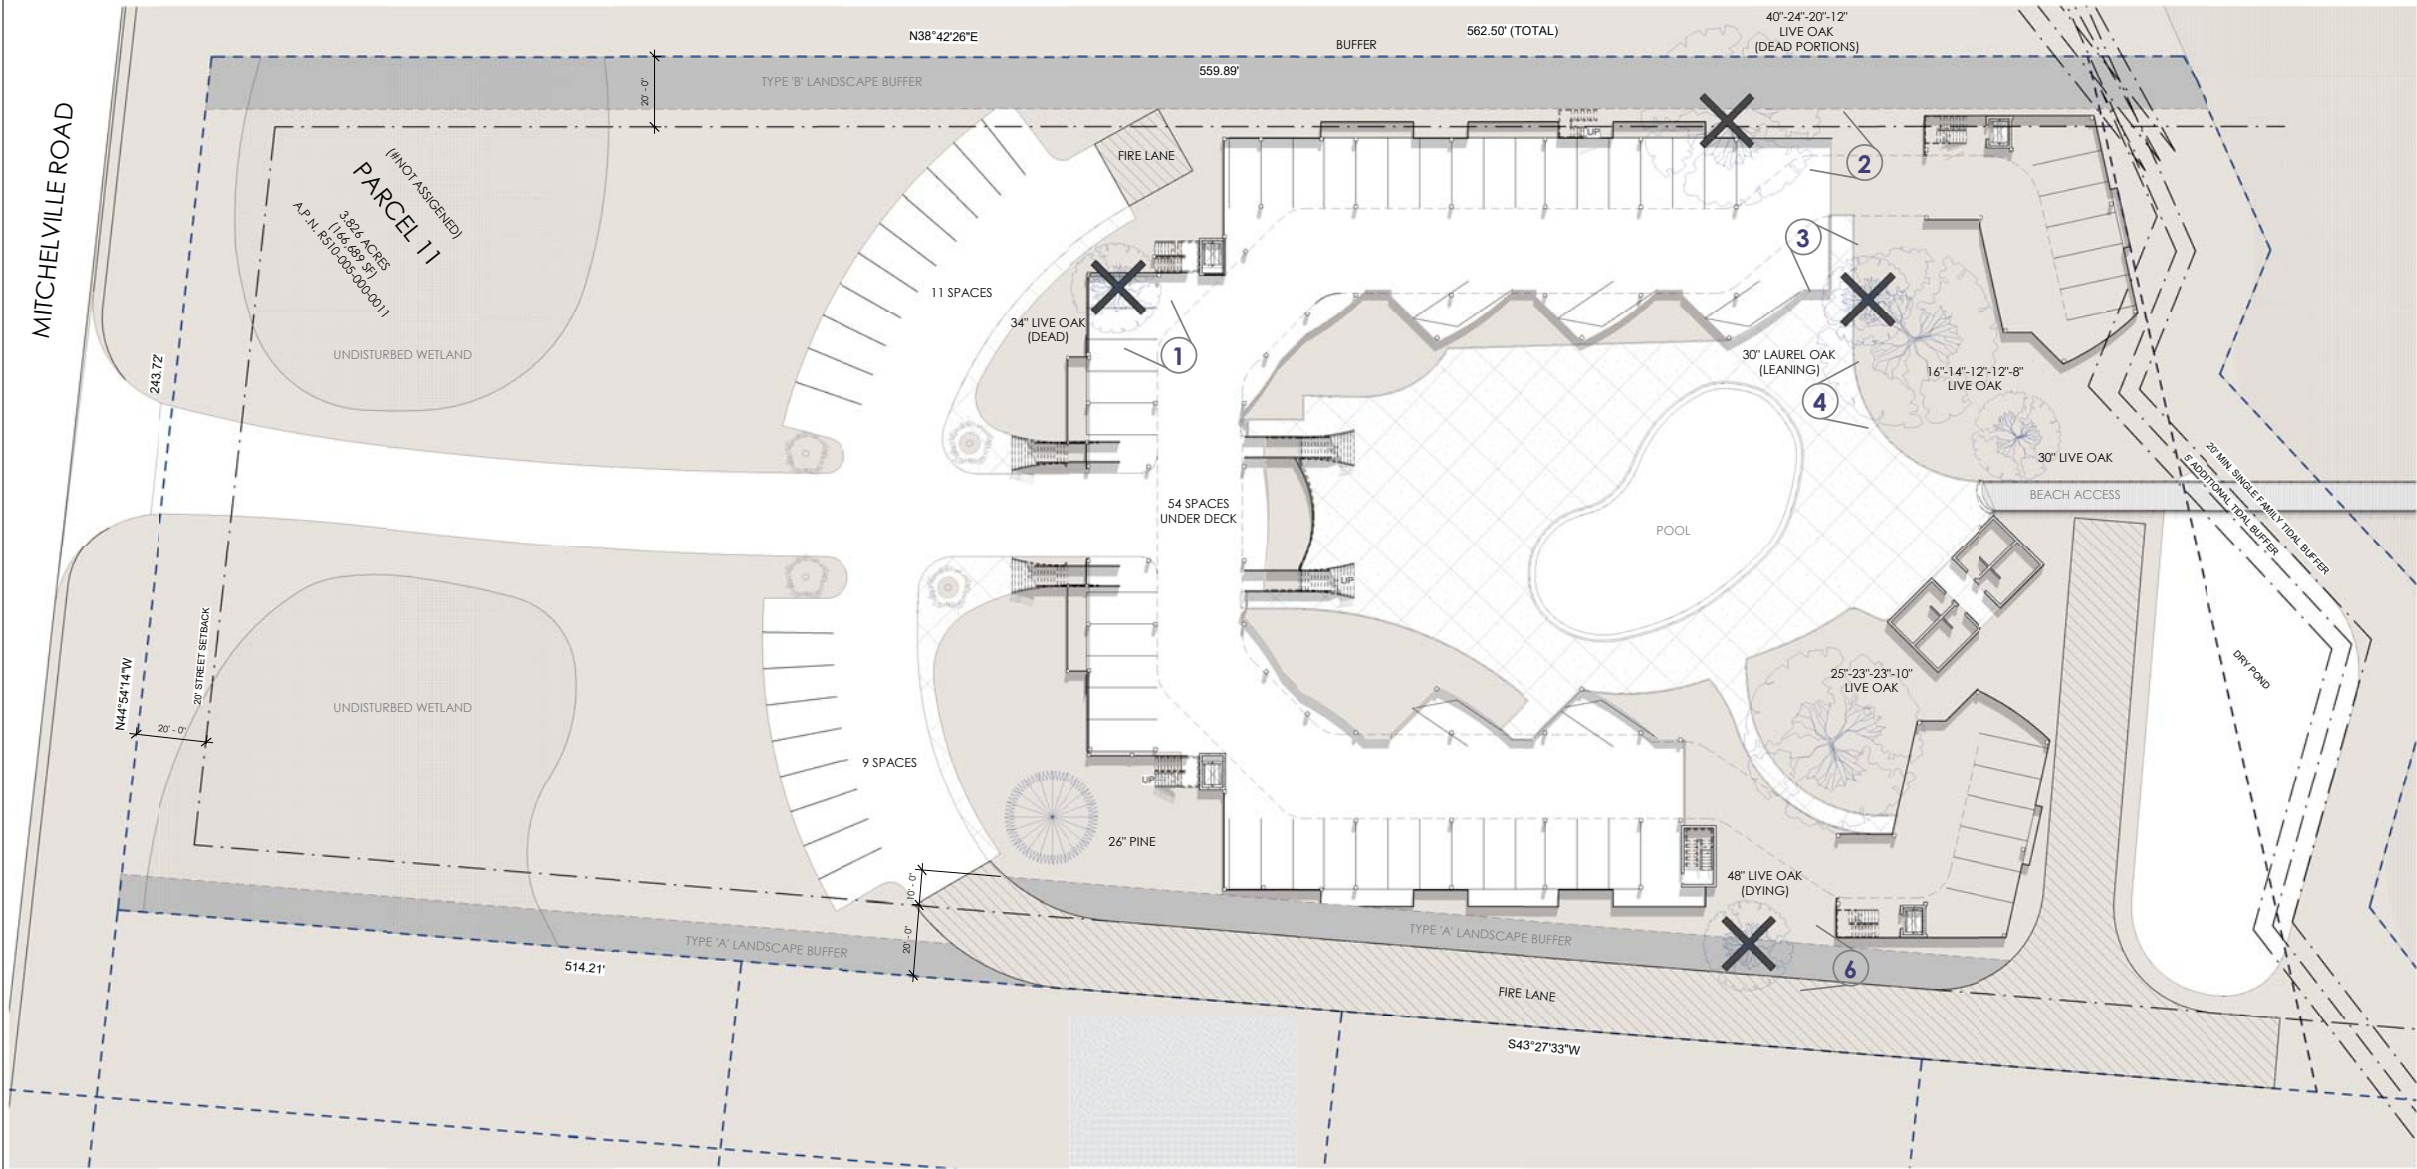 40"-24"-20"-12"
LIVE OAK
(DEAD PORTIONS)
N38°42'26"E
562.50' (TOTAL)
BUFFER
559.89'
TYPE 'B' LANDSCAPE BUFFER
20' - 0"
MITCHELVILLE ROAD
(#NOT ASSIGENED)
PARCEL 11
3.826 ACRES
(166,689 SF)
A.P.N. R510-005-000-0011
FIRE LANE
UP
2
3
11 SPACES
34" LIVE OAK
(DEAD)
1
UNDISTURBED WETLAND
243.72'
30" LAUREL OAK
(LEANING)
4
16"-14"-12"-12"-8"
LIVE OAK
30" LIVE OAK
BEACH ACCESS
20' MIN. SINGLE FAMILY TIDAL BUFFER
5' ADDITIONAL TIDAL BUFFER
54 SPACES
UNDER DECK
POOL
UP
20' STREET SETBACK
N44°54'14"W
20' - 0"
UNDISTURBED WETLAND
25"-23"-23"-10"
LIVE OAK
DRY POND
9 SPACES
UP
26" PINE
48" LIVE OAK
(DYING)
10' - 0"
20' - 0"
TYPE 'A' LANDSCAPE BUFFER
TYPE 'A' LANDSCAPE BUFFER
6
514.21'
FIRE LANE
S43°27'33"W